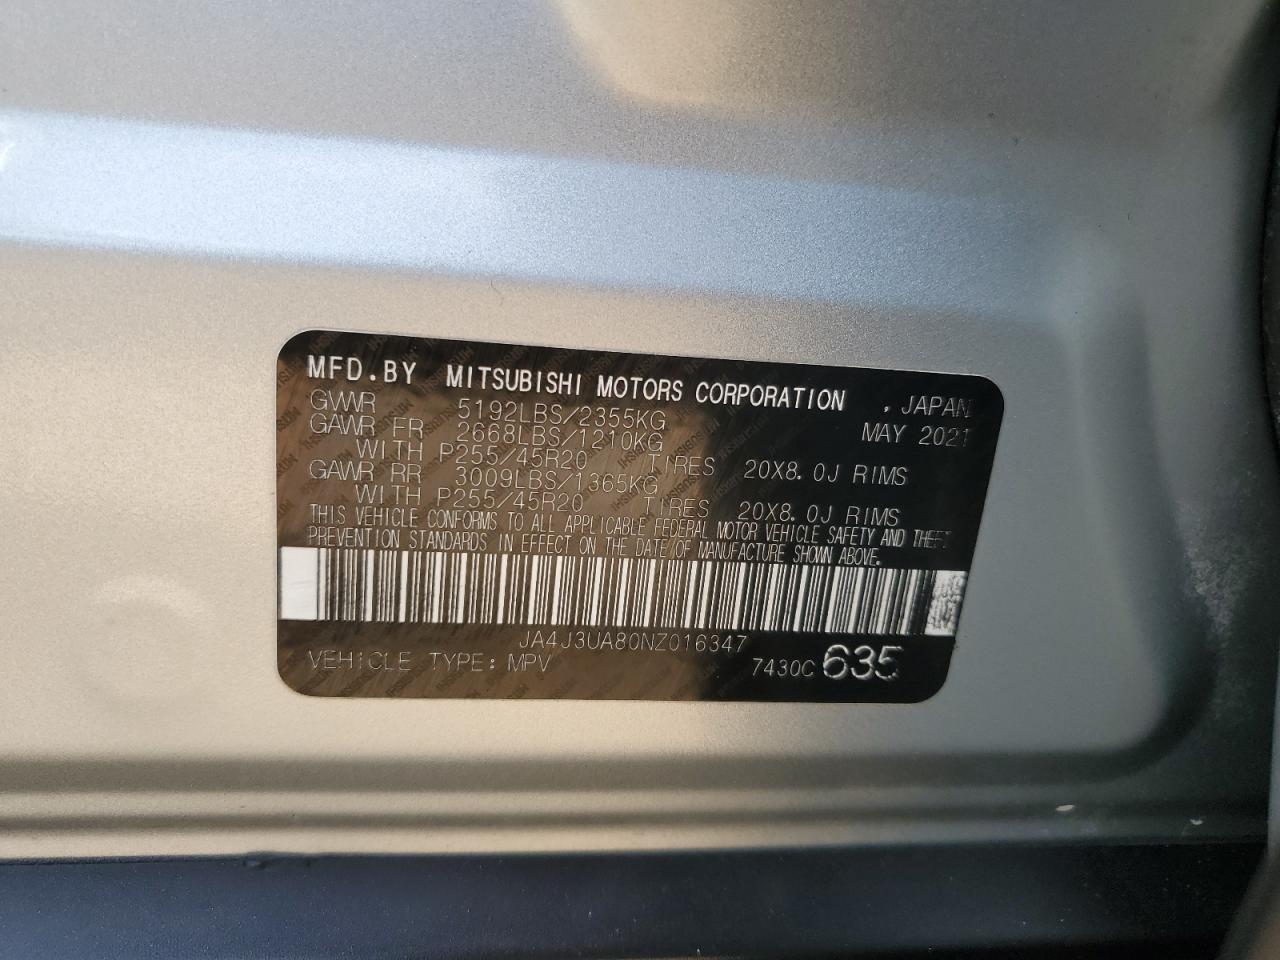 MFD.BY MITSUBISHI MOTORS CORPORATION , JAPAN
GVWR 5192LBS/2355KG MAY 2021
GAWR FR 2668LBS/1210KG
WITH P255/45R20 TIRES 20X8.0J RIMS
GAWR RR 3009LBS/1365KG
WITH P255/45R20 TIRES 20X8.0J RIMS
THIS VEHICLE CONFORMS TO ALL APPLICABLE FEDERAL MOTOR VEHICLE SAFETY AND THEFT
PREVENTION STANDARDS IN EFFECT ON THE DATE OF MANUFACTURE SHOWN ABOVE.
JA4J3UA80NZ016347
VEHICLE TYPE: MPV 7430C 635